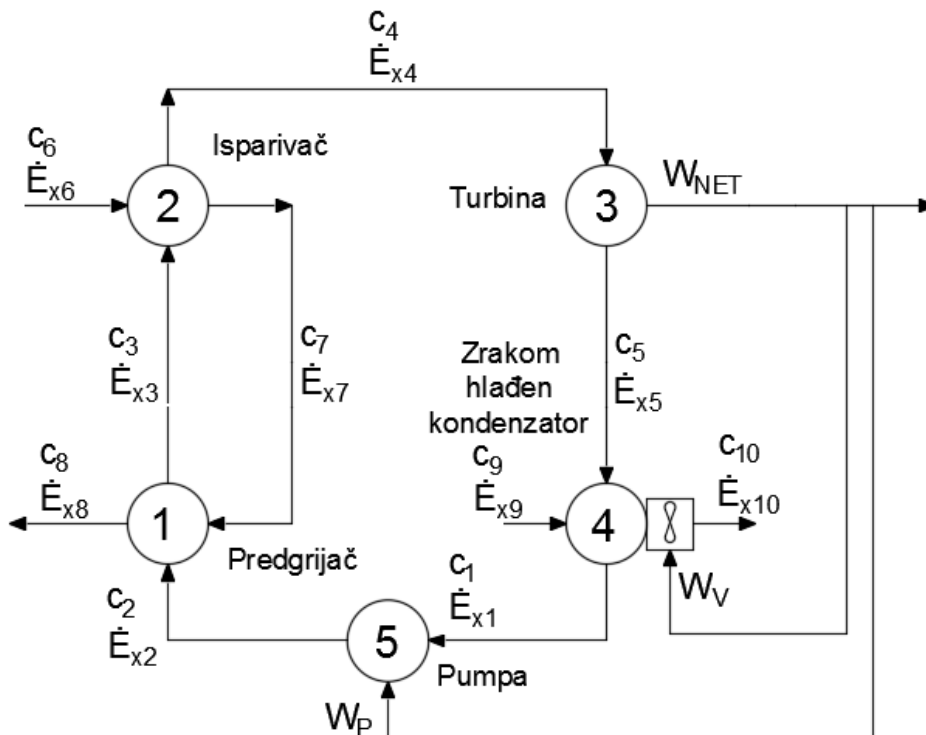 c4
Ėx4
c6
Ėx6
Isparivač
2
Turbina
3
WNET
c3
Ėx3
c7
Ėx7
Zrakom
hlađen
kondenzator
c5
Ėx5
c8
Ėx8
1
Predgrijač
c9
Ėx9
4
c10
Ėx10
WV
c2
Ėx2
5
c1
Ėx1
Pumpa
WP